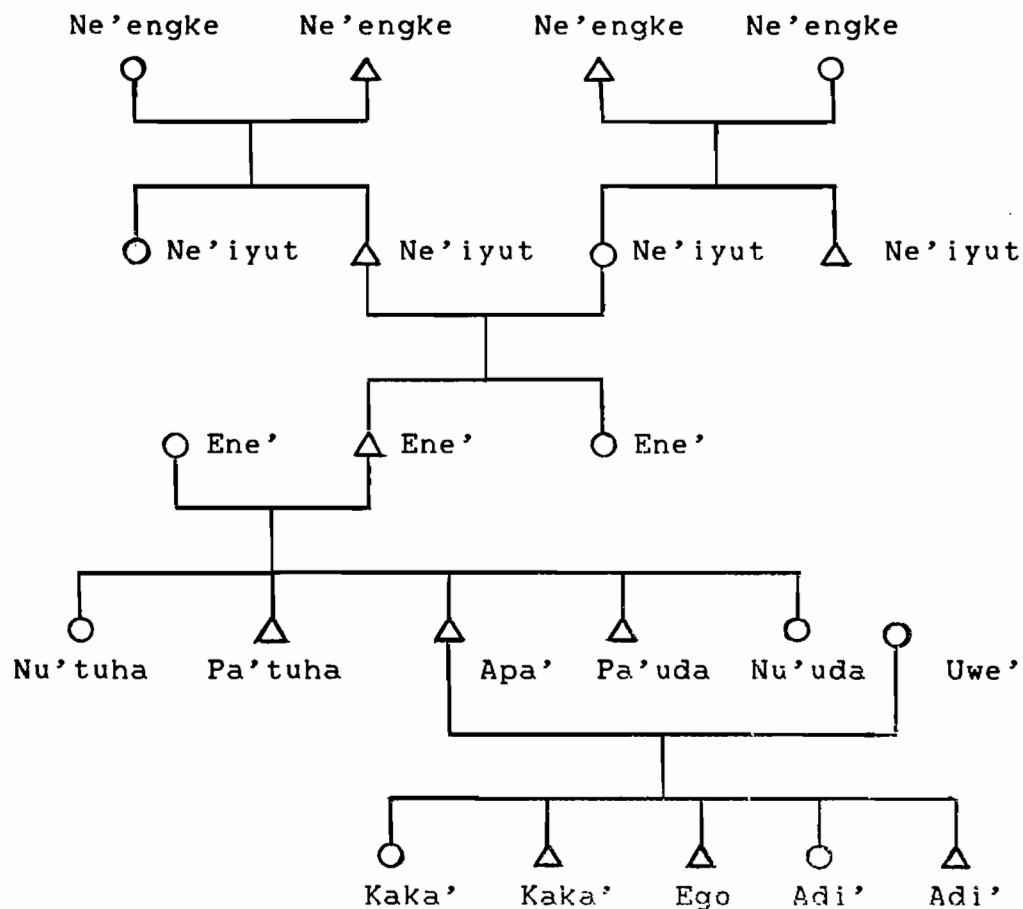 Ne'engke Ne'engke Ne'engke Ne'engke
Ne'iyut Ne'iyut Ne'iyut Ne'iyut
Ene' Ene' Ene'
Nu'tuha Pa'tuha Apa' Pa'uda Nu'uda Uwe'
Kaka' Kaka' Ego Adi' Adi'